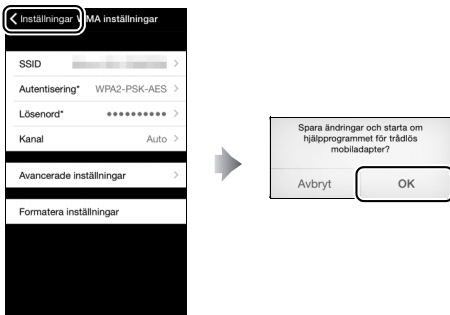 Inställningar WMA inställningar
SSID
Autentisering* WPA2-PSK-AES
Lösenord* ••••••••••
Kanal Auto
Avancerade inställningar
Formatera inställningar
Spara ändringar och starta om
hjälpprogrammet för trådlös
mobiladapter?
Avbryt OK